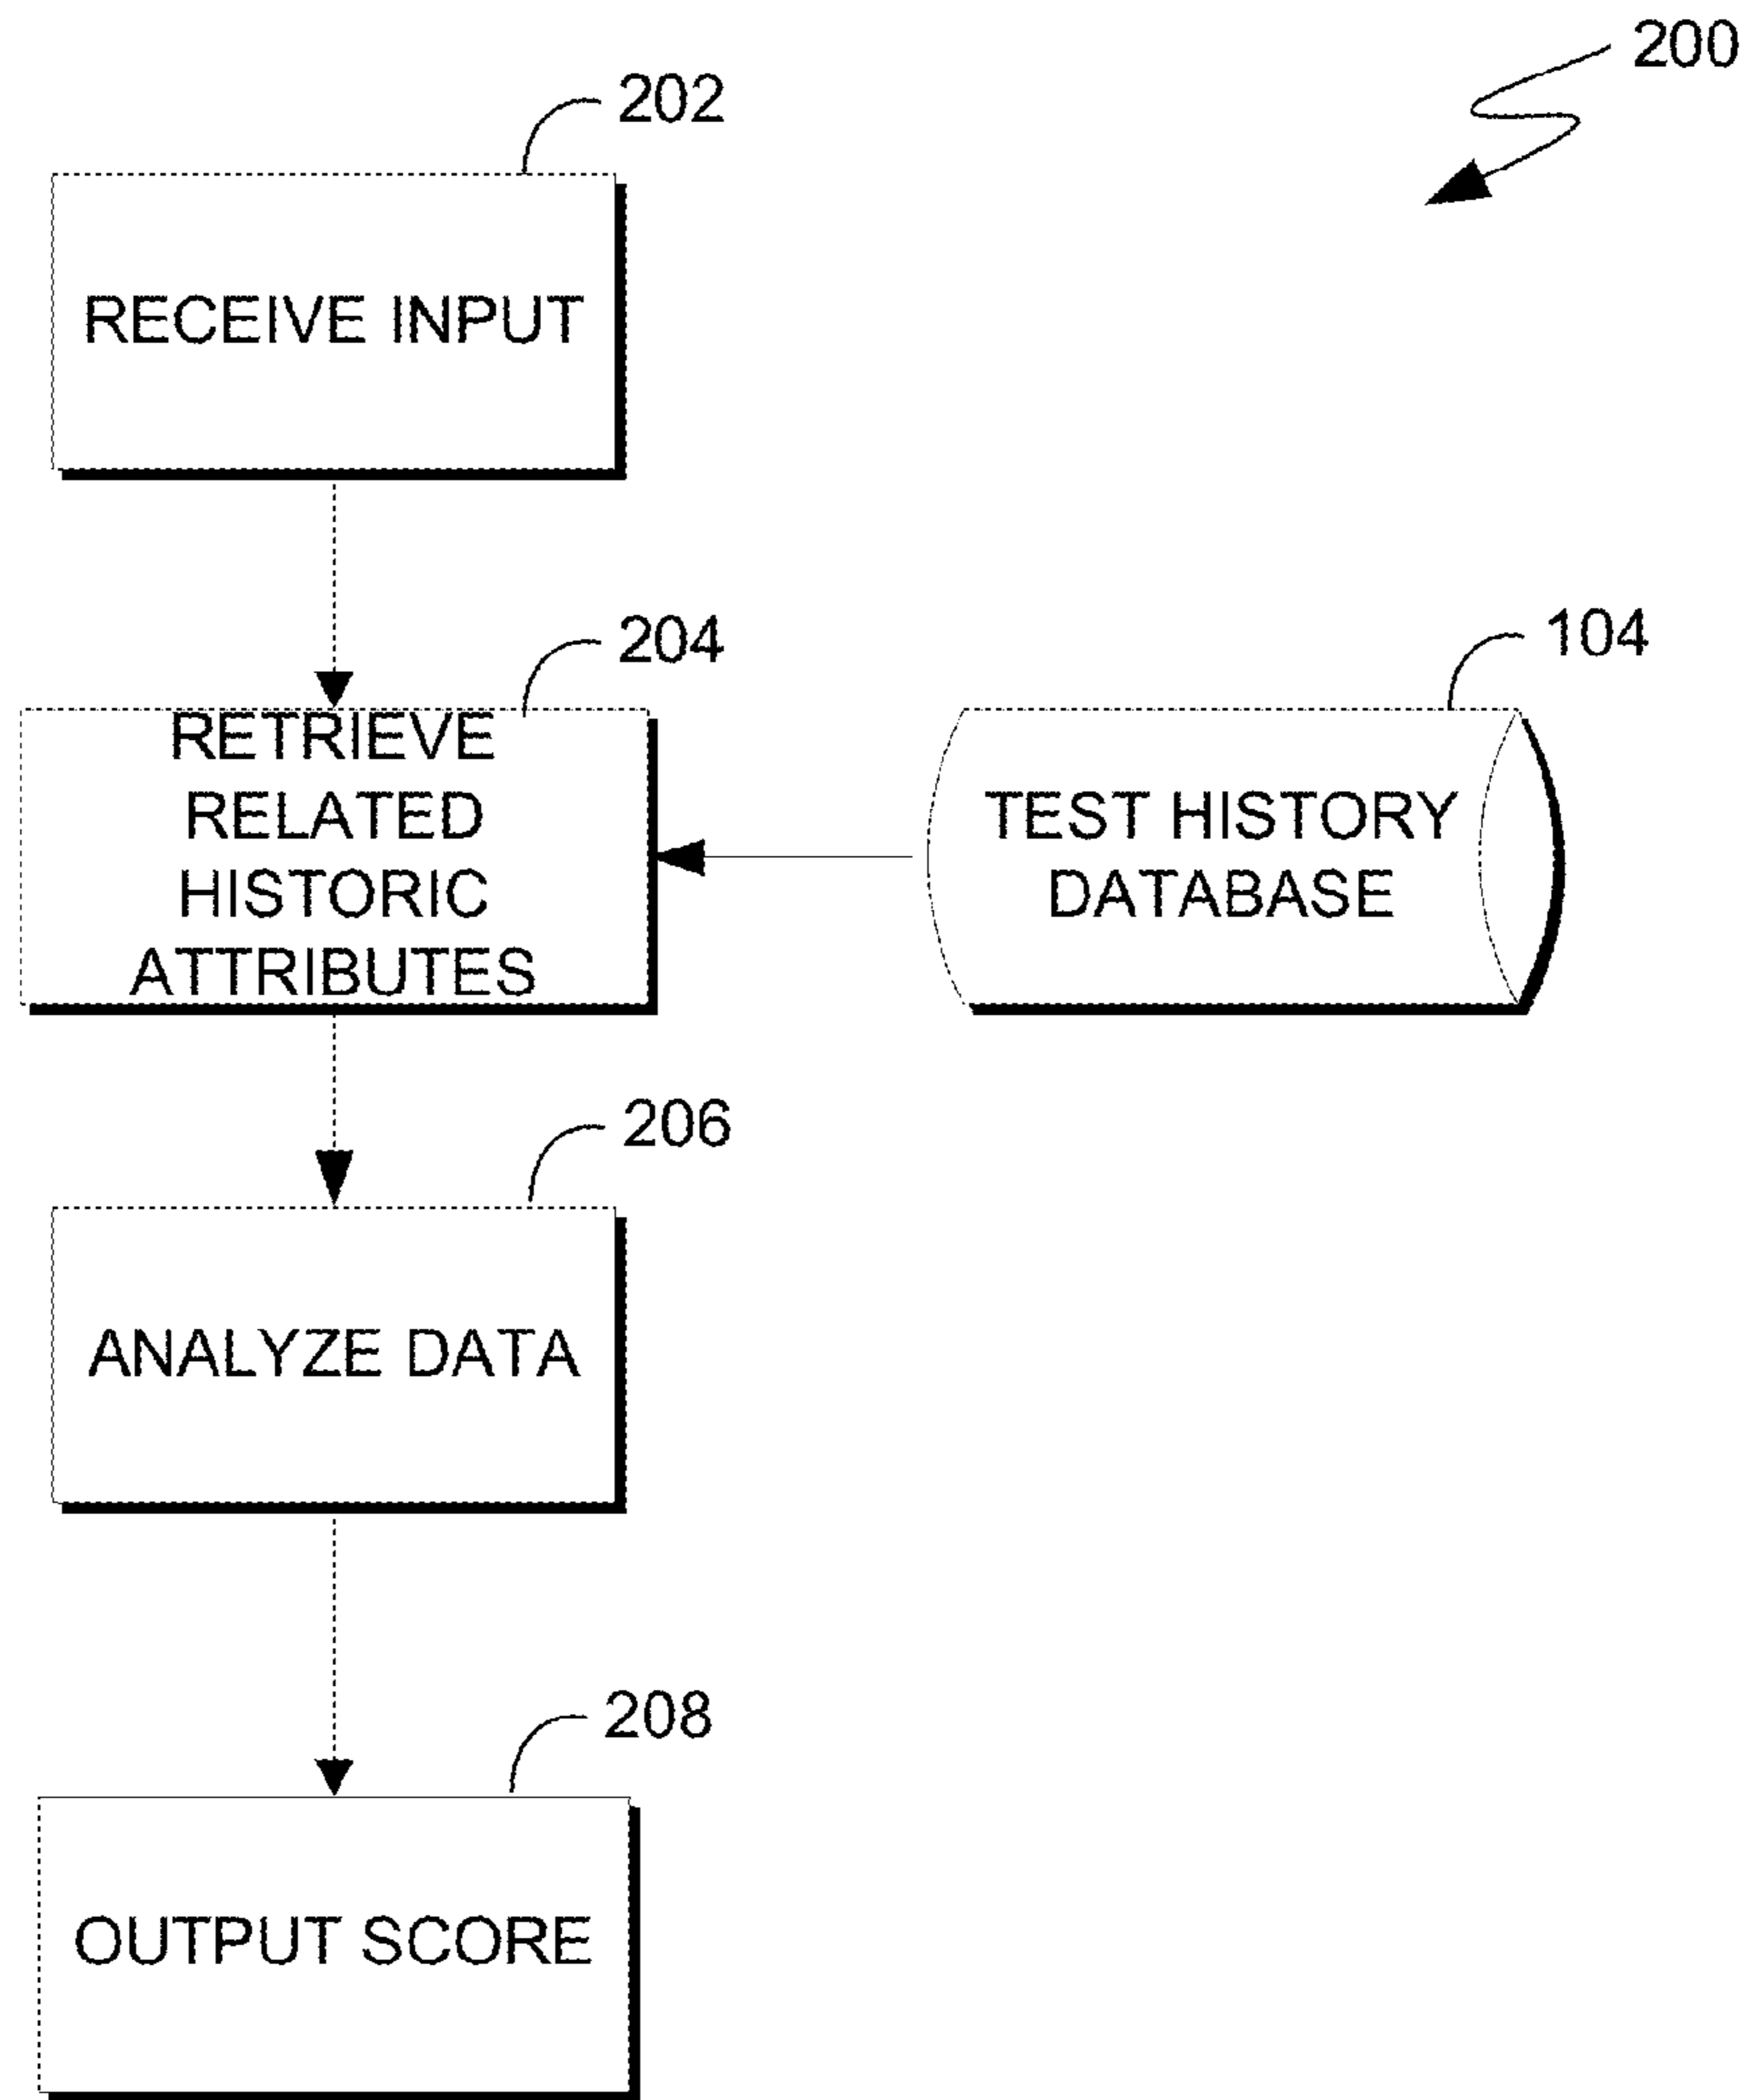 200
202
RECEIVE INPUT
204
RETRIEVE
RELATED
HISTORIC
ATTRIBUTES
104
TEST HISTORY
DATABASE
206
ANALYZE DATA
208
OUTPUT SCORE